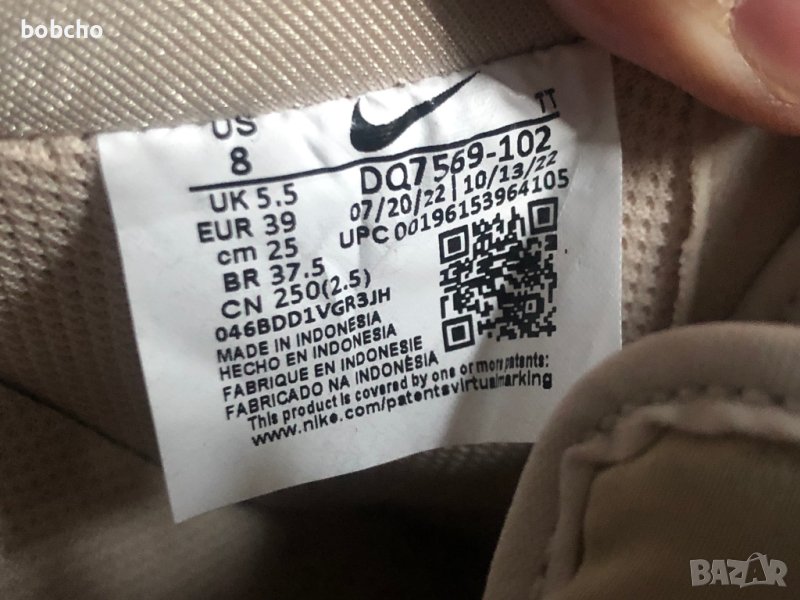 bobcho
US
8
TT
UK 5.5
EUR 39
cm 25
BR 37.5
CN 250(2.5)
DQ7569-102
07/20/22 | 10/13/22
UPC 00196153964105
046BDD1VGR3JH
MADE IN INDONESIA
HECHO EN INDONESIA
FABRIQUE EN INDONESIE
FABRICADO NA INDONÉSIA
This product is covered by one or more patents:
www.nike.com/patentsvirtualmarking
BAZAR